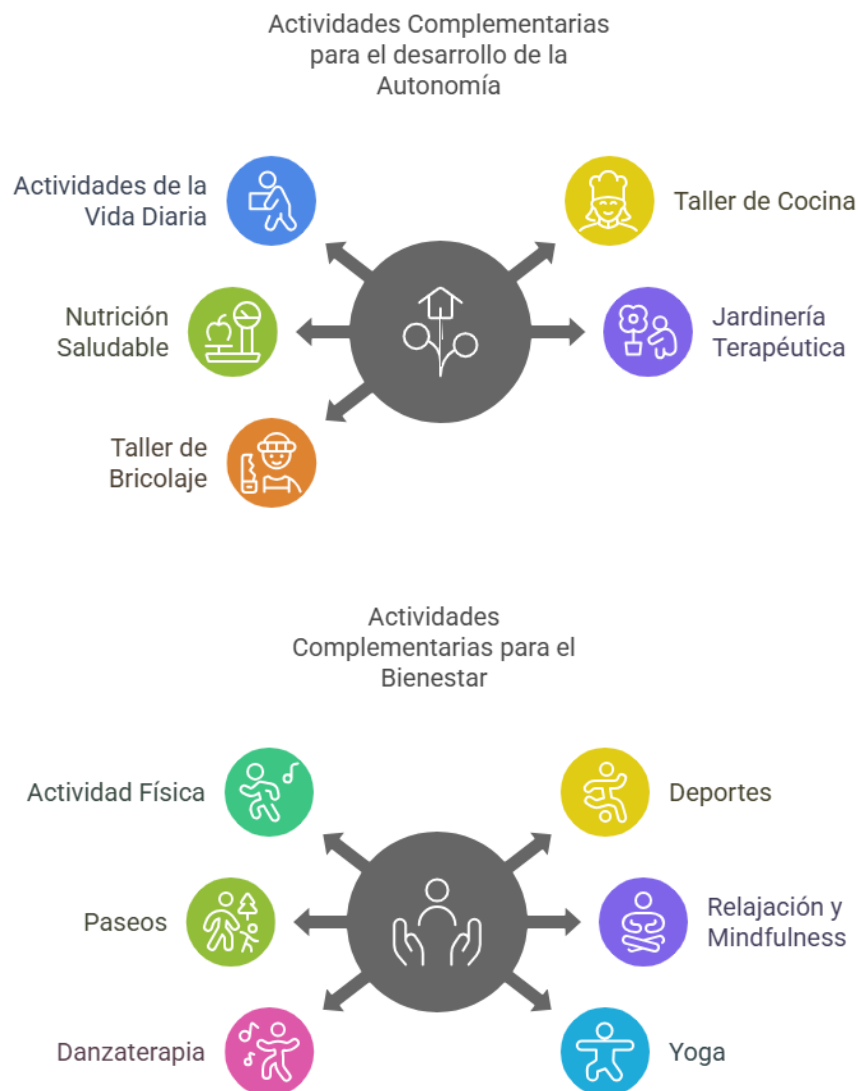 Actividades Complementarias
para el desarrollo de la
Autonomía
Actividades de la
Vida Diaria
Taller de Cocina
Nutrición
Saludable
Jardinería
Terapéutica
Taller de
Bricolaje
Actividades
Complementarias para el
Bienestar
Actividad Física
Deportes
Paseos
Relajación y
Mindfulness
Danzaterapia
Yoga